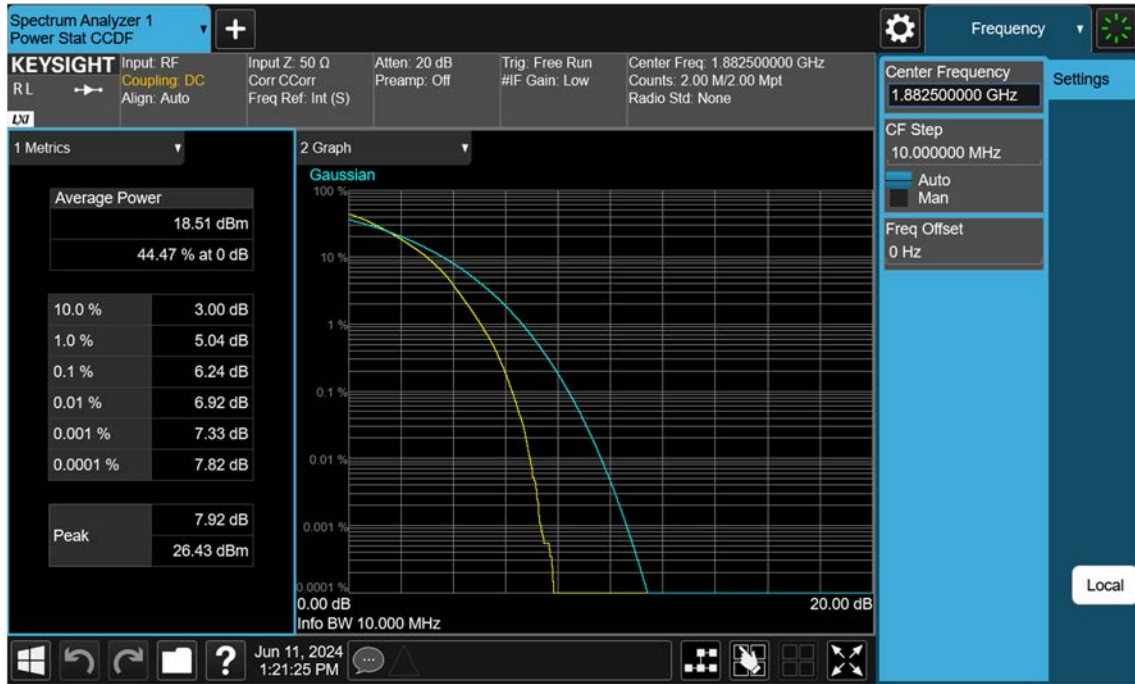 Spectrum Analyzer 1
Power Stat CCDF
+
Frequency
KEYSIGHT
RL
LXI
Input: RF
Coupling: DC
Align: Auto
Input Z: 50 Ω
Corr CCorr
Freq Ref: Int (S)
Atten: 20 dB
Preamp: Off
Trig: Free Run
#IF Gain: Low
Center Freq: 1.882500000 GHz
Counts: 2.00 M/2.00 Mpt
Radio Std: None
Center Frequency
1.882500000 GHz
Settings
CF Step
10.000000 MHz
Auto
Man
Freq Offset
0 Hz
Local
1 Metrics
Average Power
18.51 dBm
44.47 % at 0 dB
10.0 % 3.00 dB
1.0 % 5.04 dB
0.1 % 6.24 dB
0.01 % 6.92 dB
0.001 % 7.33 dB
0.0001 % 7.82 dB
Peak
7.92 dB
26.43 dBm
2 Graph
Gaussian
100 %
10 %
1 %
0.1 %
0.01 %
0.001 %
0.0001 %
0.00 dB 20.00 dB
Info BW 10.000 MHz
?
Jun 11, 2024
1:21:25 PM